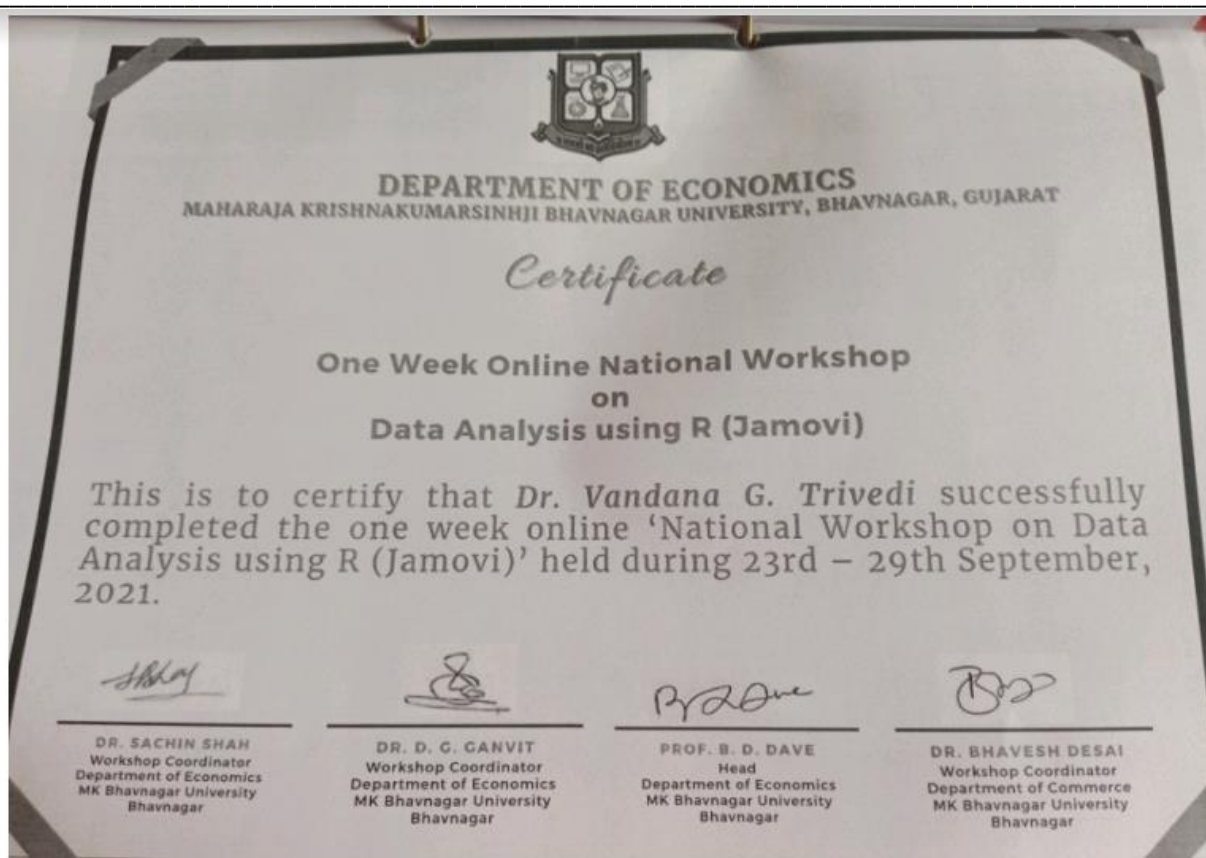 DEPARTMENT OF ECONOMICS
MAHARAJA KRISHNAKUMARSINHJI BHAVNAGAR UNIVERSITY, BHAVNAGAR, GUJARAT
Certificate
One Week Online National Workshop
on
Data Analysis using R (Jamovi)
This is to certify that Dr. Vandana G. Trivedi successfully
completed the one week online ‘National Workshop on Data
Analysis using R (Jamovi)’ held during 23rd – 29th September,
2021.
DR. SACHIN SHAH
Workshop Coordinator
Department of Economics
MK Bhavnagar University
Bhavnagar
DR. D. G. GANVIT
Workshop Coordinator
Department of Economics
MK Bhavnagar University
Bhavnagar
PROF. B. D. DAVE
Head
Department of Economics
MK Bhavnagar University
Bhavnagar
DR. BHAVESH DESAI
Workshop Coordinator
Department of Commerce
MK Bhavnagar University
Bhavnagar